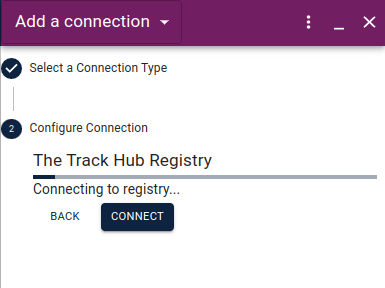 Add a connection
Select a Connection Type
2
Configure Connection
The Track Hub Registry
Connecting to registry...
BACK
CONNECT